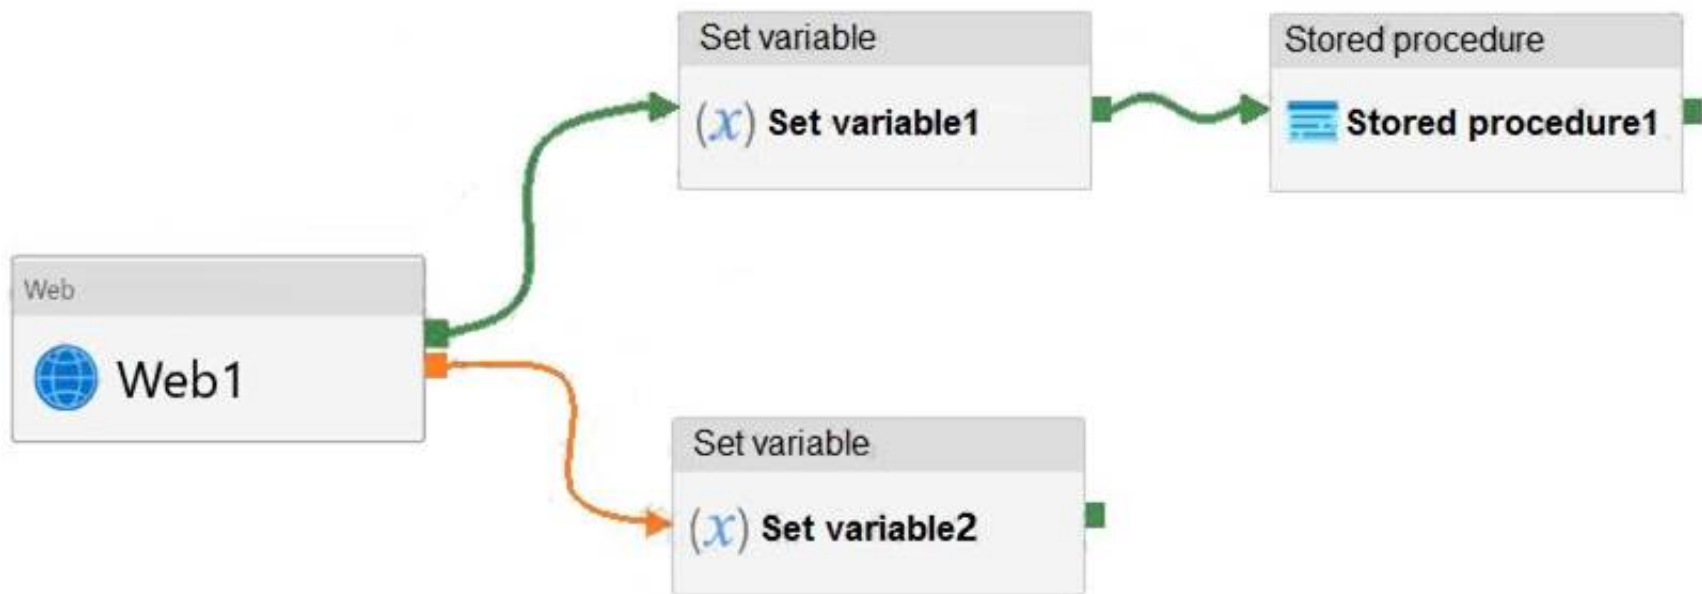 Set variable
(x) Set variable1
Stored procedure
Stored procedure1
Web
Web1
Set variable
(x) Set variable2